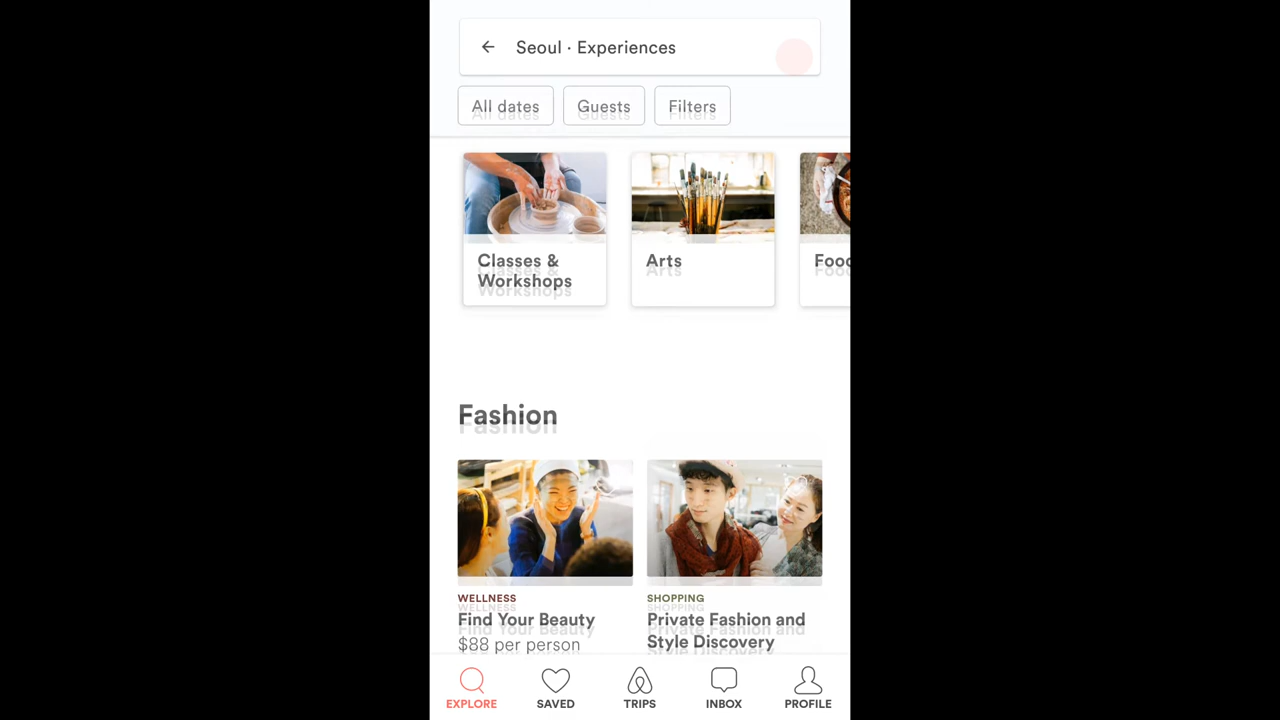 Seoul · Experiences
All dates
Guests
Filters
Classes &
Workshops
Arts
Food
Fashion
WELLNESS
Find Your Beauty
$88 per person
SHOPPING
Private Fashion and
Style Discovery
EXPLORE
SAVED
TRIPS
INBOX
PROFILE